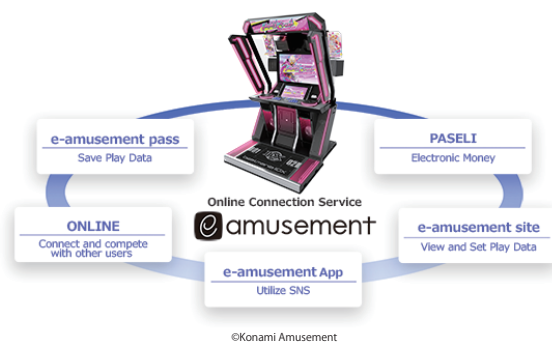 e-amusement pass
Save Play Data
PASELI
Electronic Money
Online Connection Service
e amusement
ONLINE
Connect and compete
with other users
e-amusement site
View and Set Play Data
e-amusement App
Utilize SNS
©Konami Amusement